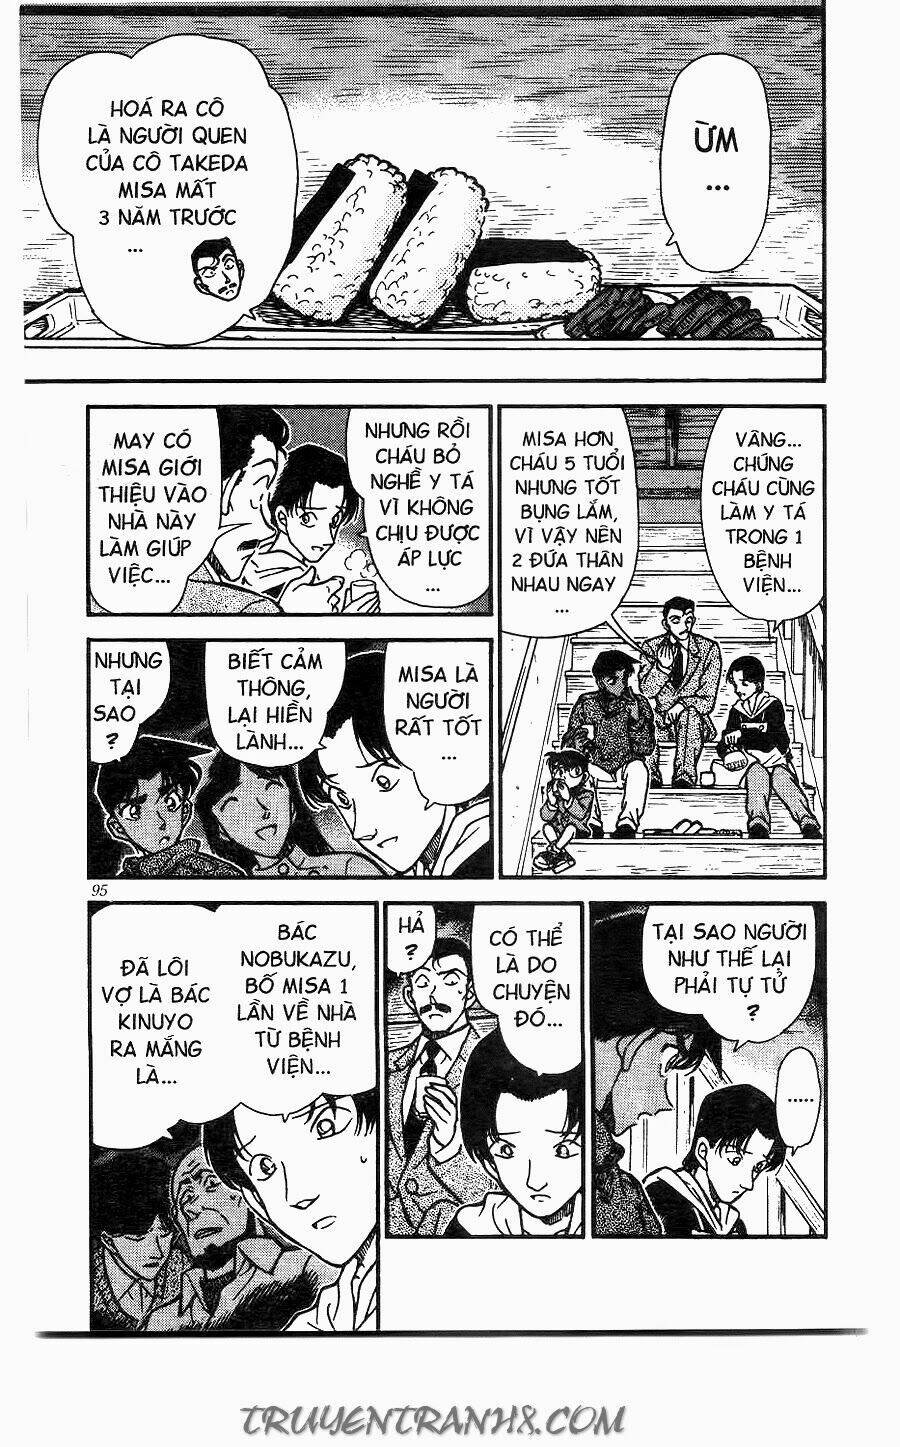 ỪM
...
HOÁ RA CÔ
LÀ NGƯỜI QUEN
CỦA CÔ TAKEDA
MISA MẤT
3 NĂM TRƯỚC
...
VÂNG...
CHÚNG
CHÁU CÙNG
LÀM Y TÁ
TRONG 1
BỆNH
VIỆN...
MISA HƠN
CHÁU 5 TUỔI
NHƯNG TỐT
BỤNG LẮM,
VÌ VẬY NÊN
2 ĐỨA THÂN
NHAU NGAY
...
NHƯNG RỒI
CHÁU BỎ
NGHỀ Y TÁ
VÌ KHÔNG
CHỊU ĐƯỢC
ÁP LỰC
...
MAY CÓ
MISA GIỚI
THIỆU VÀO
NHÀ NÀY
LÀM GIÚP
VIỆC...
MISA LÀ
NGƯỜI
RẤT TỐT
...
BIẾT CẢM
THÔNG,
LẠI HIỀN
LÀNH...
NHƯNG
TẠI
SAO
?
95
TẠI SAO NGƯỜI
NHƯ THẾ LẠI
PHẢI TỰ TỬ
?
.....
CÓ THỂ
LÀ DO
CHUYỆN
ĐÓ...
HẢ
?
BÁC
NOBUKAZU,
BỐ MISA 1
LẦN VỀ NHÀ
TỪ BỆNH
VIỆN...
ĐÃ LÔI
VỢ LÀ BÁC
KINUYO
RA MẮNG
LÀ...
TRUYENTRANH8.COM